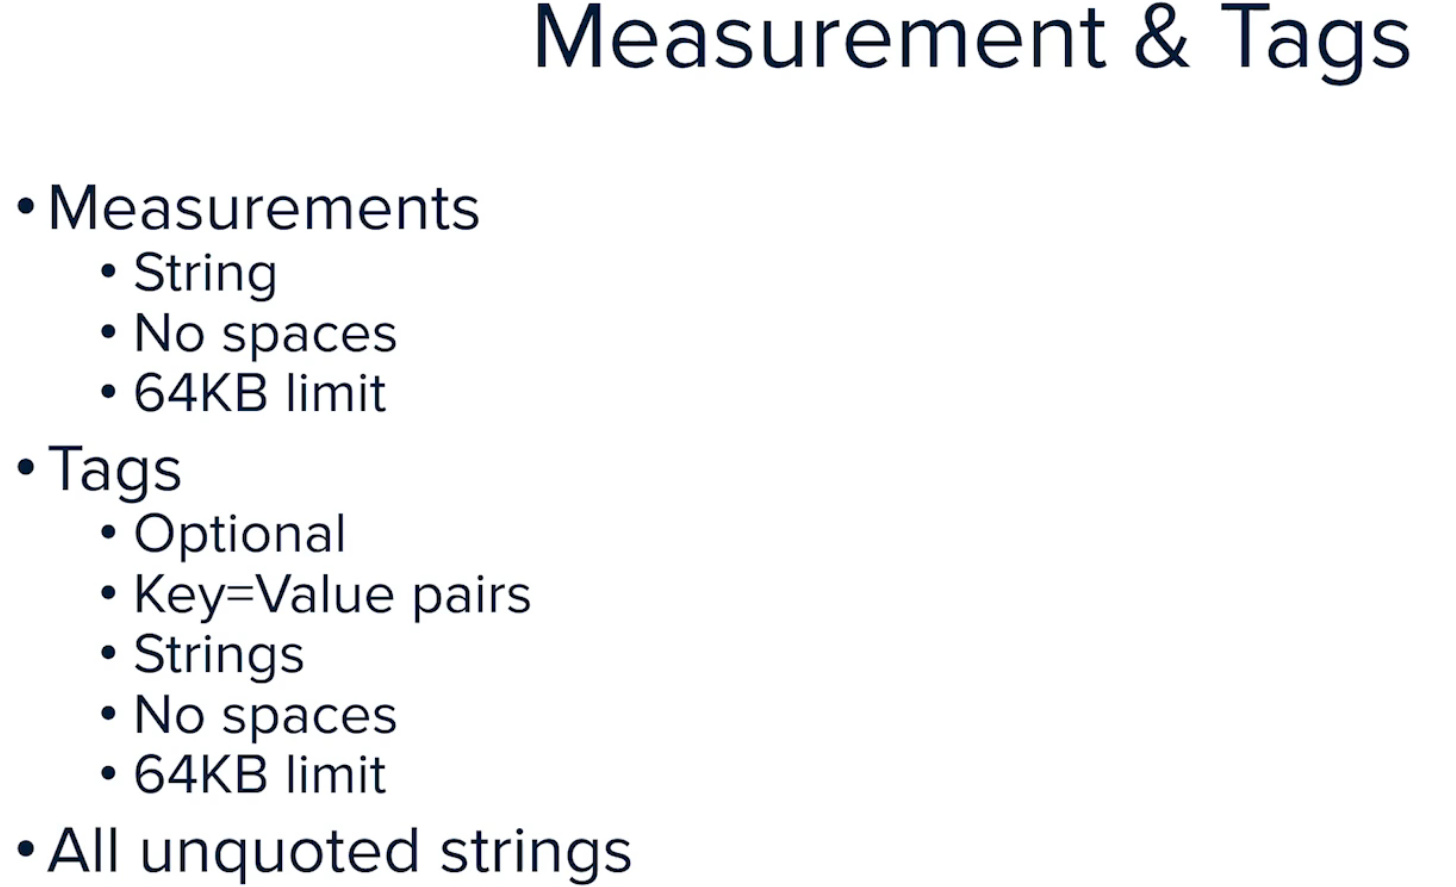 Measurement & Tags
• Measurements
• String
• No spaces
• 64KB limit
• Tags
• Optional
• Key=Value pairs
• Strings
• No spaces
• 64KB limit
• All unquoted strings